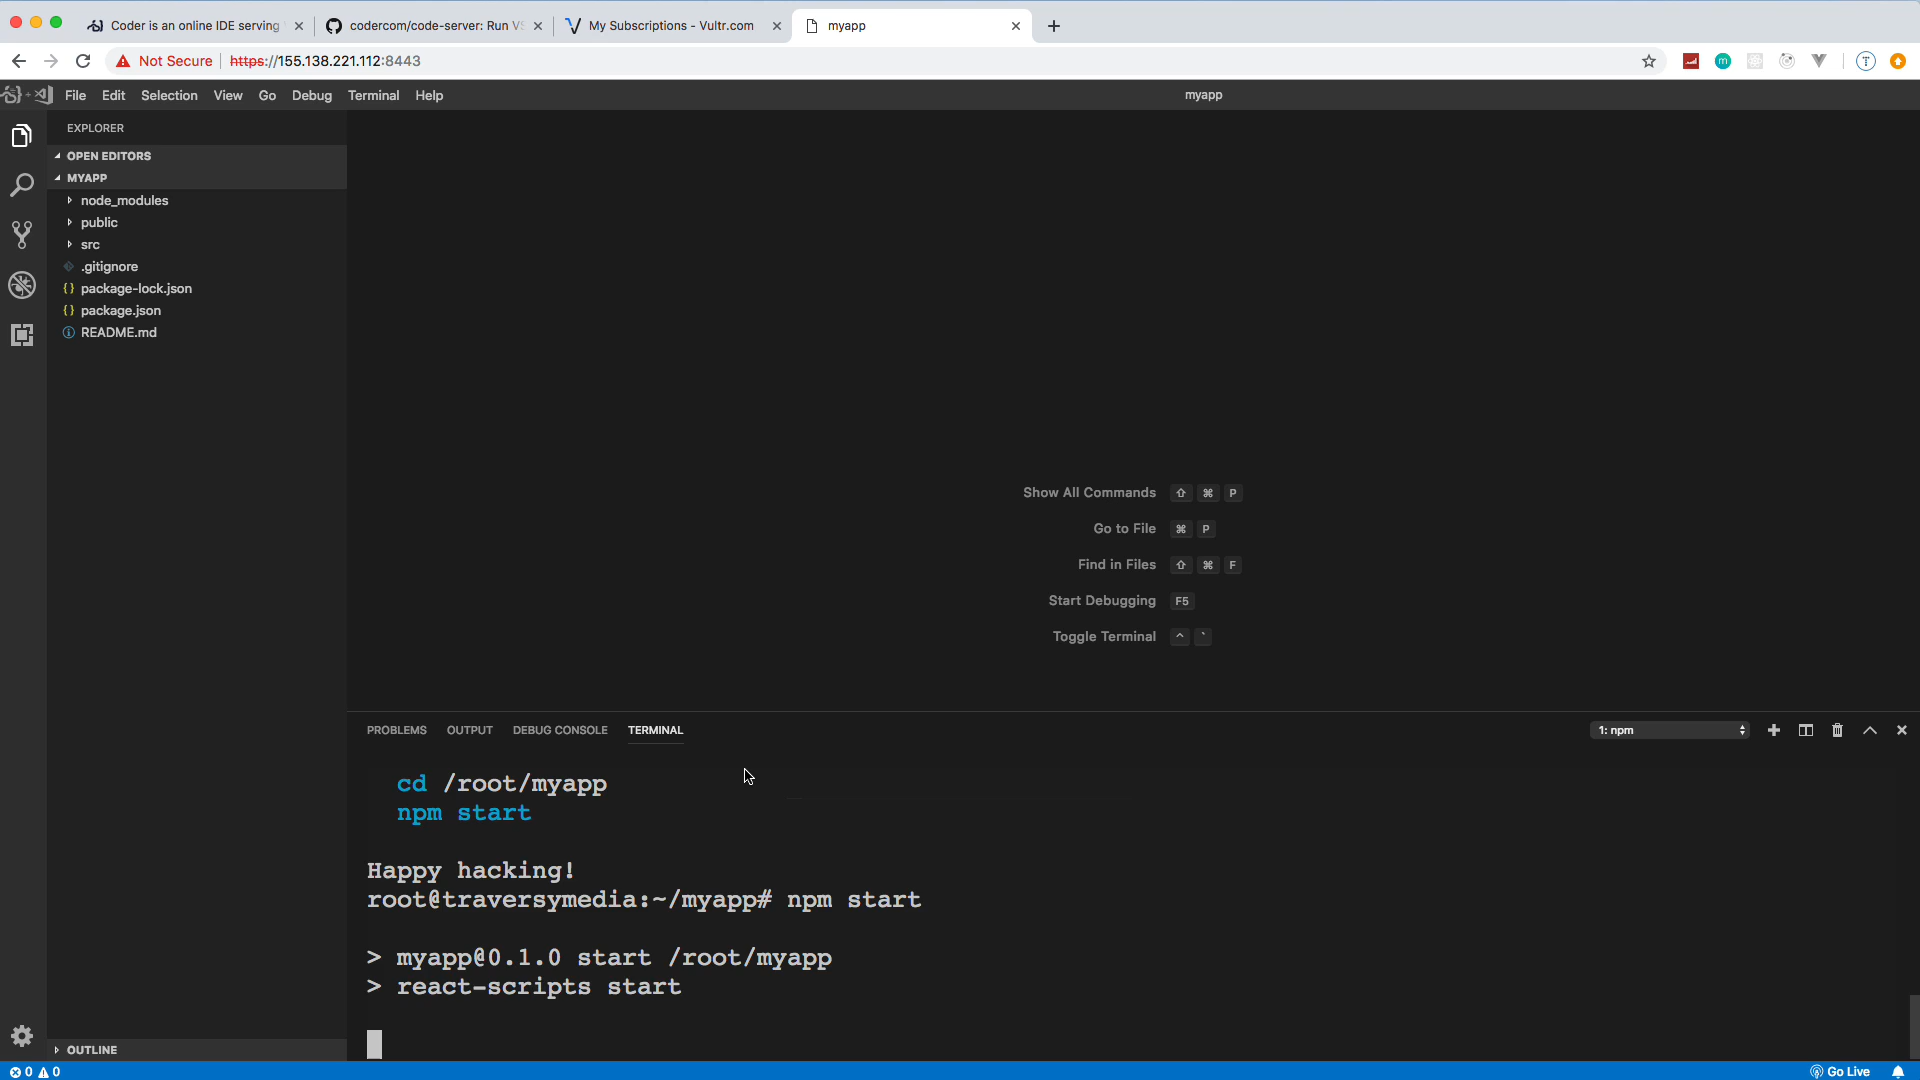 Coder is an online IDE serving
codercom/code-server: Run VS
My Subscriptions - Vultr.com
myapp
Not Secure
https://155.138.221.112:8443
File Edit Selection View Go Debug Terminal Help
myapp
EXPLORER
OPEN EDITORS
MYAPP
node_modules
public
src
.gitignore
{} package-lock.json
{} package.json
README.md
Show All Commands ⇧ ⌘ P
Go to File ⌘ P
Find in Files ⇧ ⌘ F
Start Debugging F5
Toggle Terminal ^ `
PROBLEMS OUTPUT DEBUG CONSOLE TERMINAL
1: npm
cd /root/myapp
npm start
Happy hacking!
root@traversymedia:~/myapp# npm start
> myapp@0.1.0 start /root/myapp
> react-scripts start
OUTLINE
0 0
Go Live